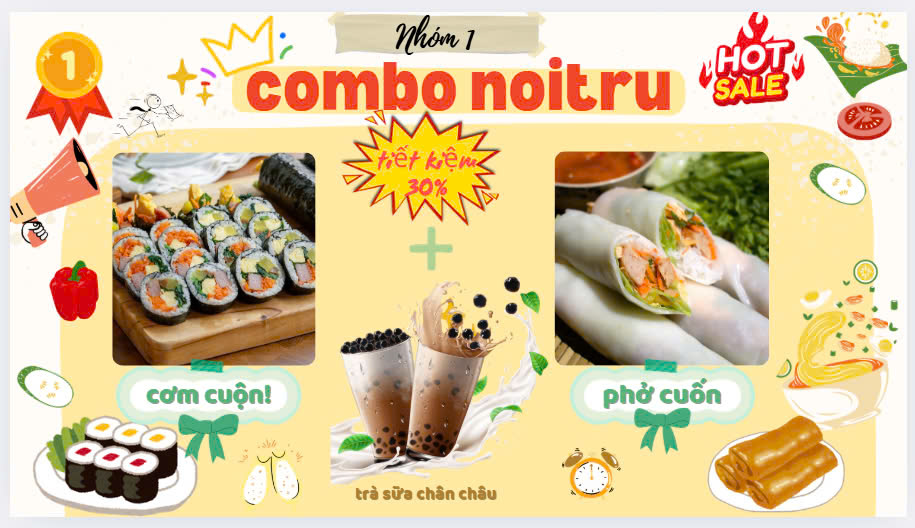 Nhóm 1
combo noitru
1
HOT
SALE
tiết kiệm
30%
cơm cuộn!
phở cuốn
trà sữa chân châu